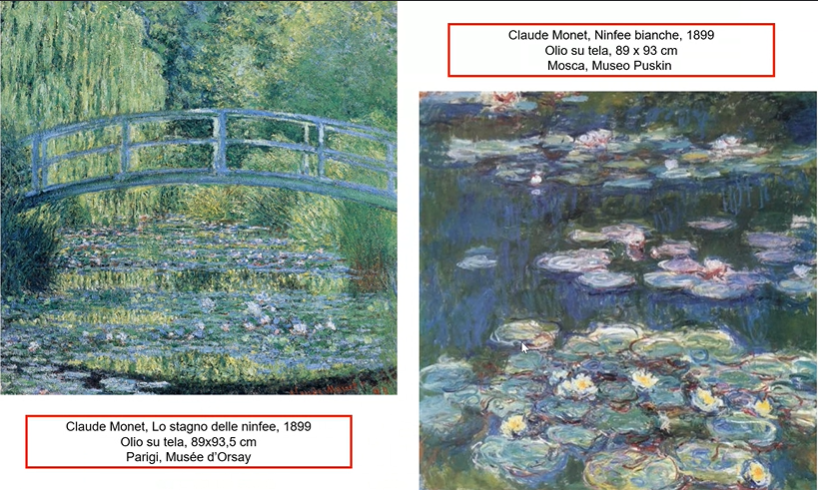 Claude Monet, Ninfee bianche, 1899
Olio su tela, 89 x 93 cm
Mosca, Museo Puskin
Claude Monet, Lo stagno delle ninfee, 1899
Olio su tela, 89x93,5 cm
Parigi, Musée d'Orsay